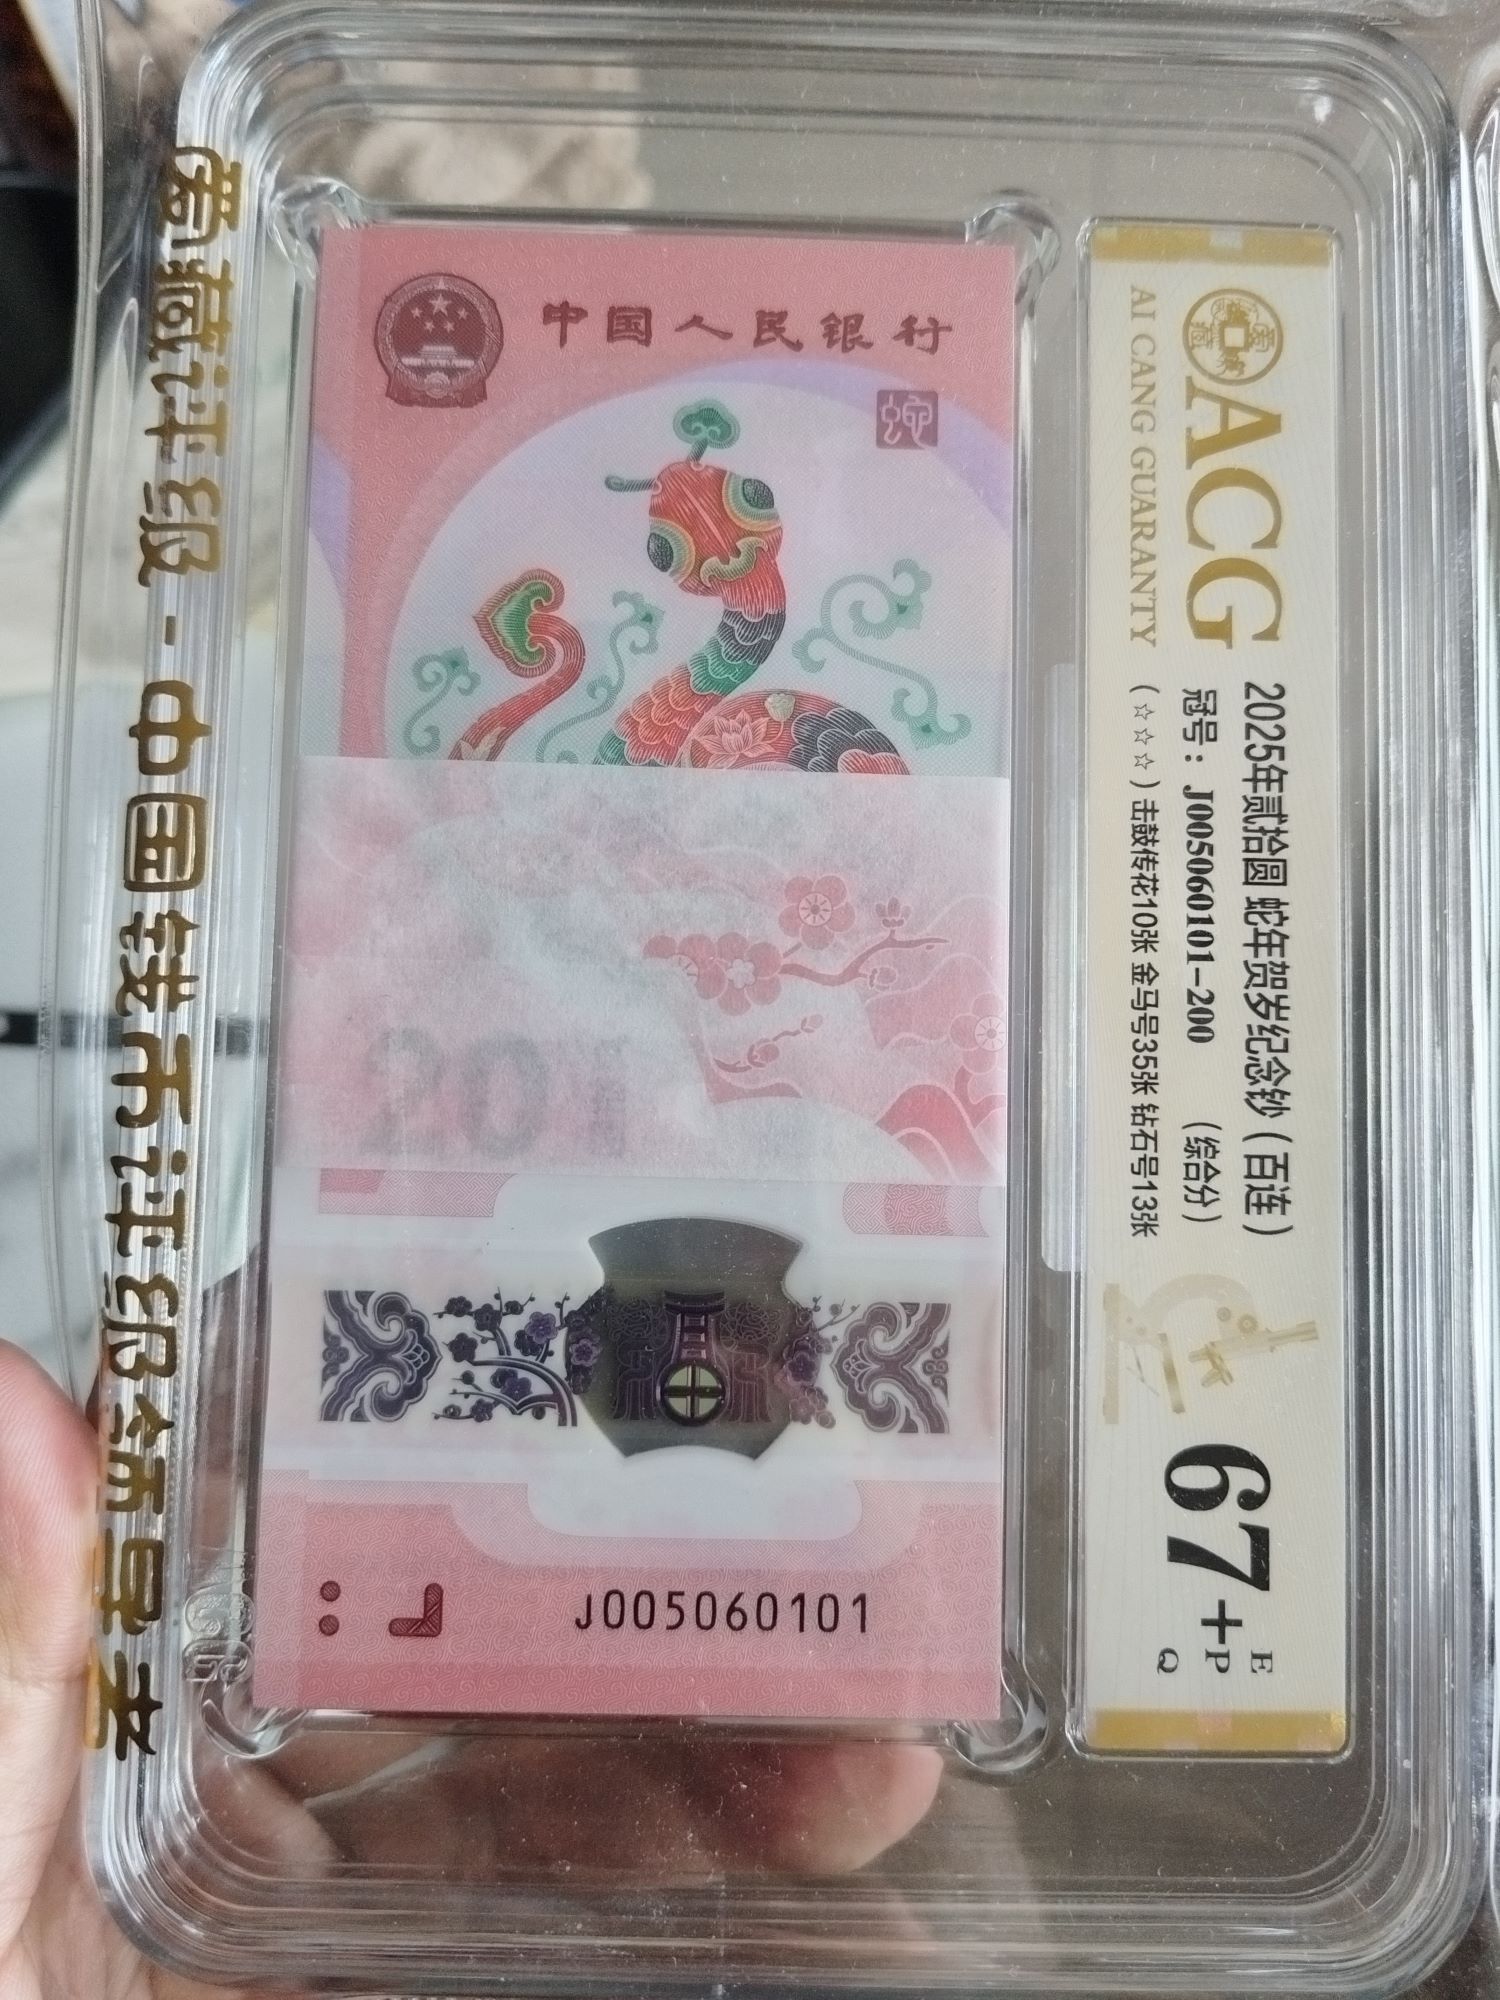 爱藏评级-中国钱币评级领导者
中国人民银行
蛇
201
J005060101
ACG
AI CANG GUARANTY
2025年贰拾圆 蛇年贺岁纪念钞（百连）
冠号：J005060101-200 （综合分）
（☆☆☆）击鼓传花10张 金马号35张 钻石号13张
67+
E
P
Q